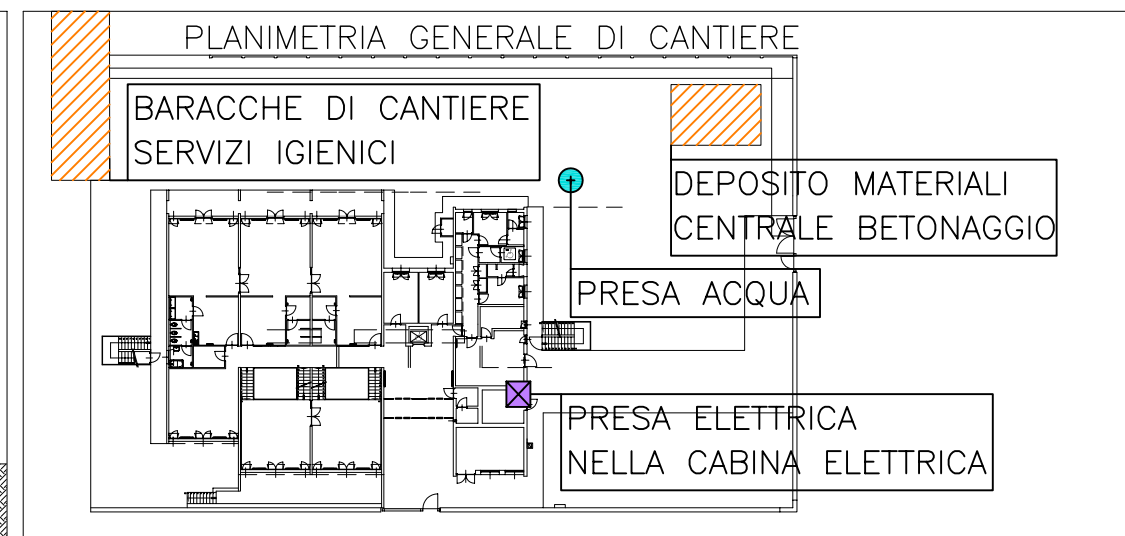 PLANIMETRIA GENERALE DI CANTIERE
BARACCHE DI CANTIERE
SERVIZI IGIENICI
DEPOSITO MATERIALI
CENTRALE BETONAGGIO
PRESA ACQUA
PRESA ELETTRICA
NELLA CABINA ELETTRICA